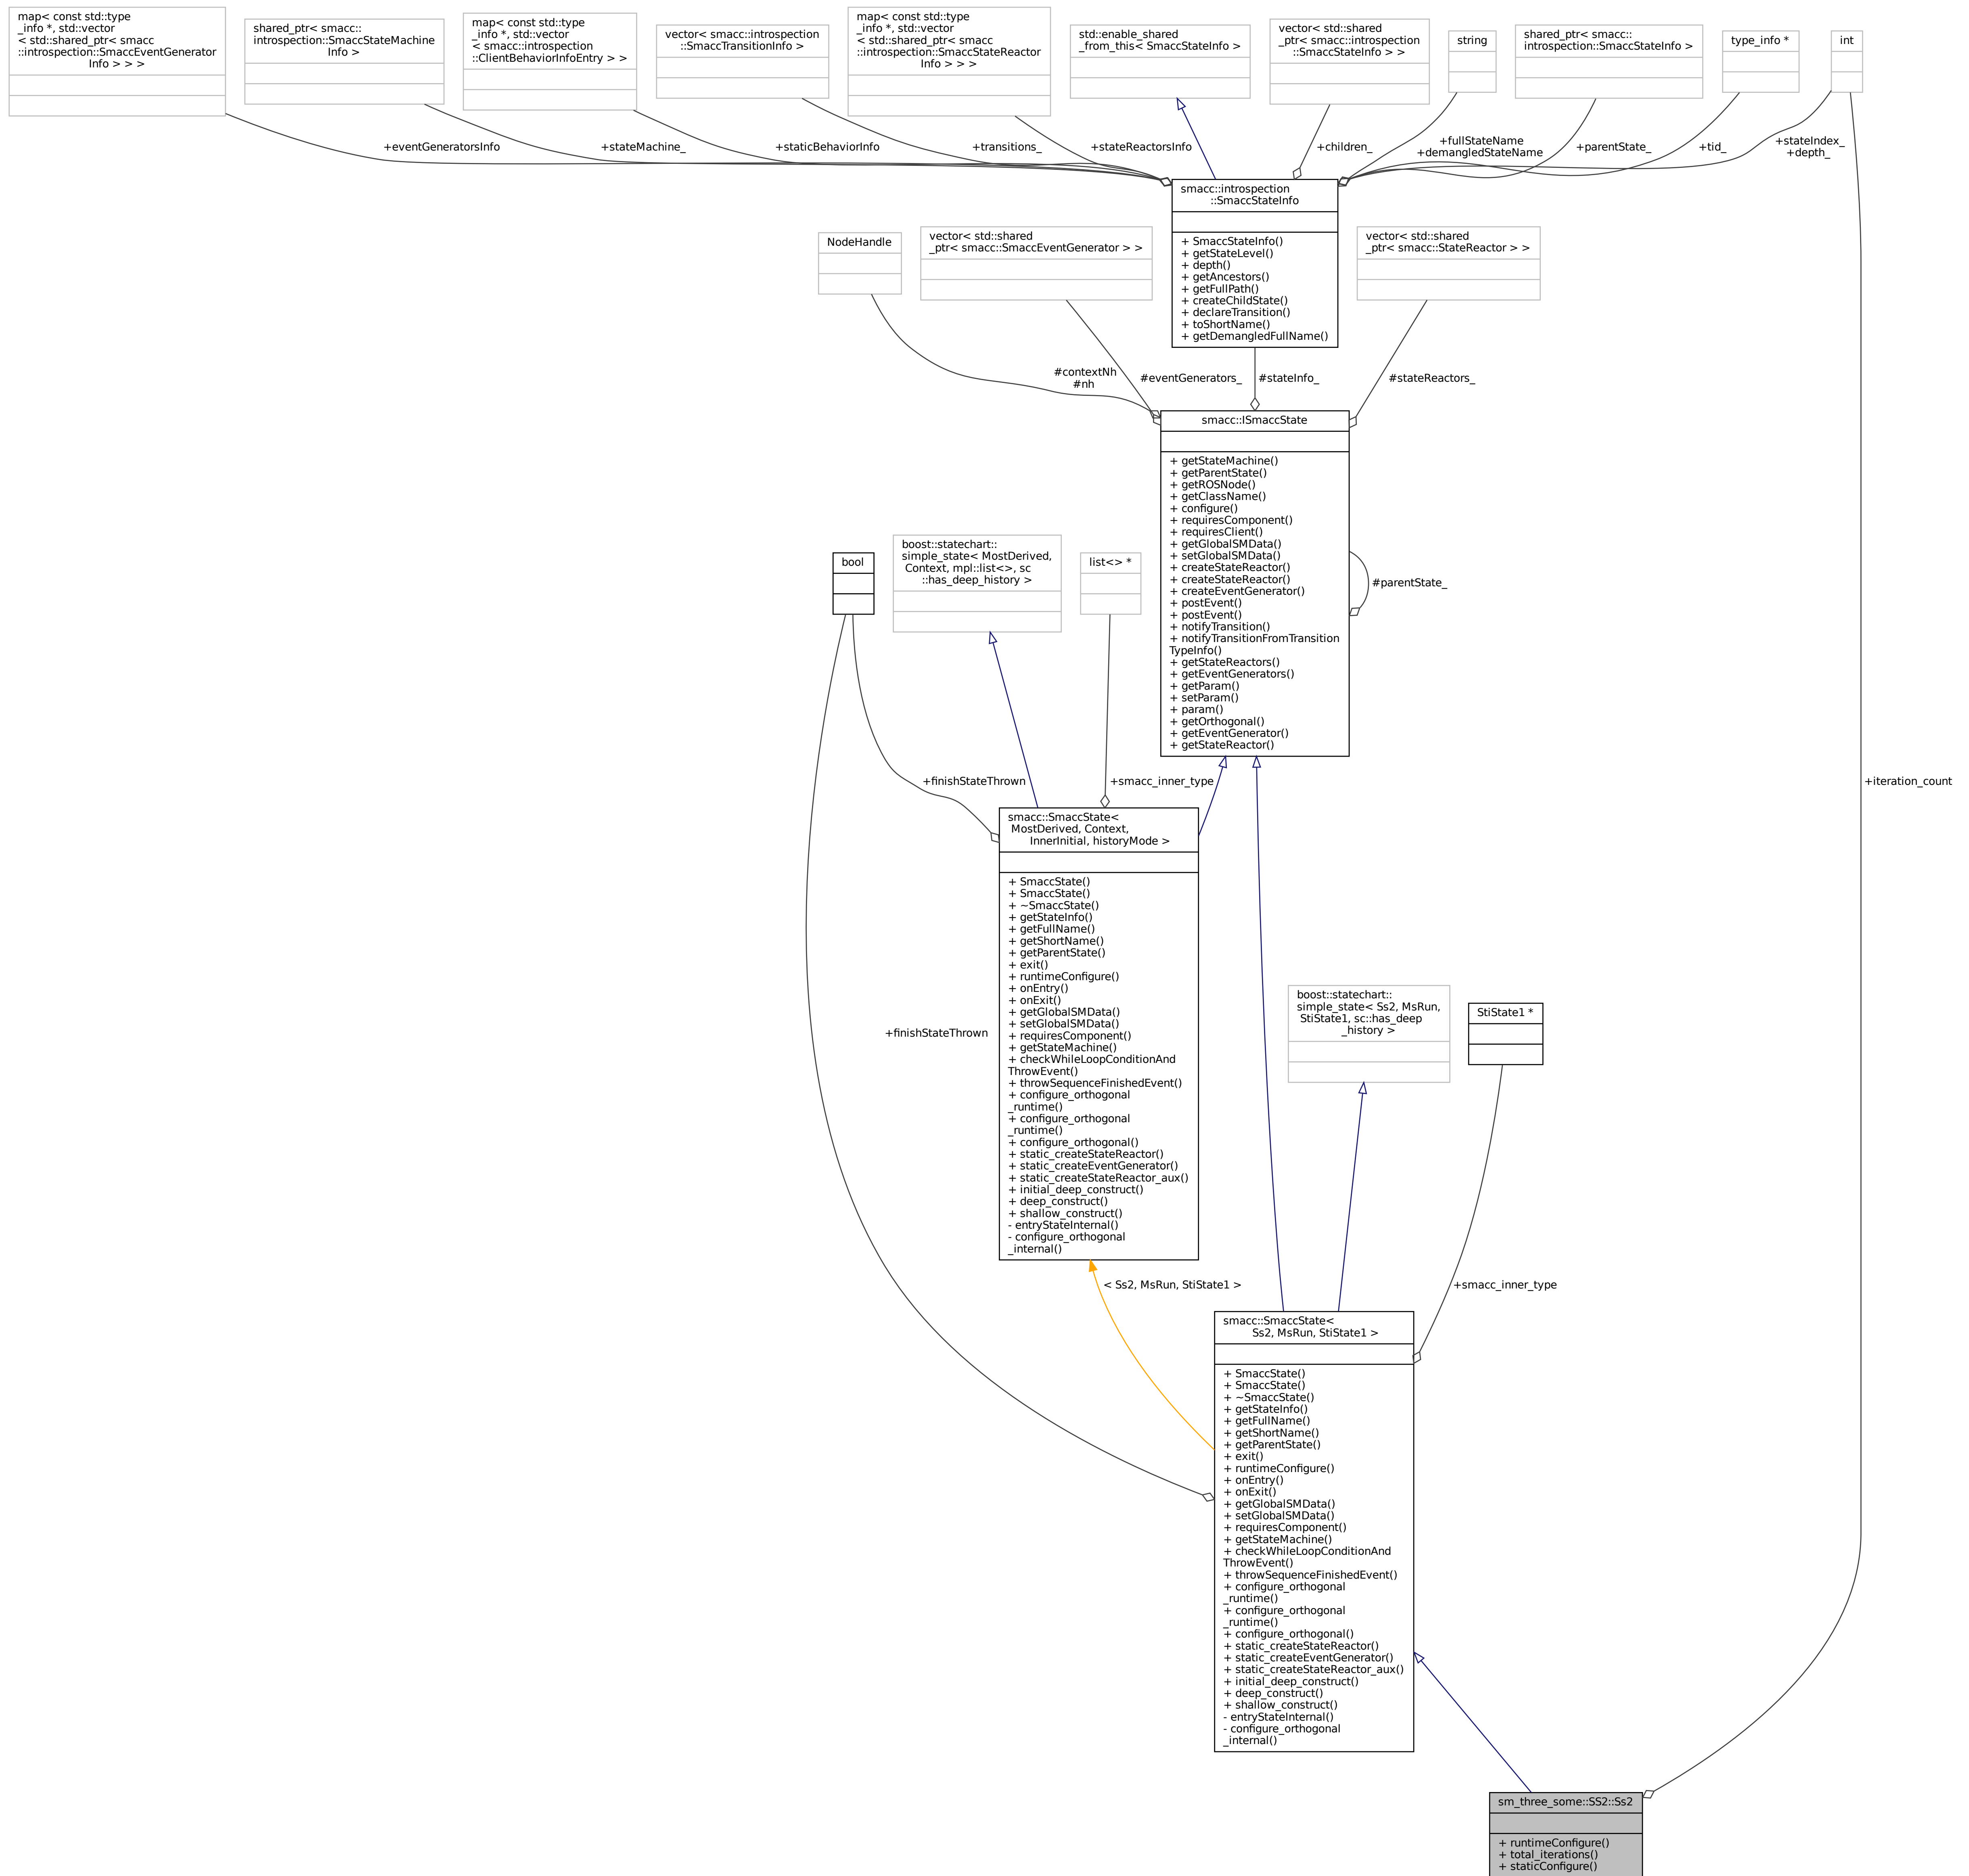 map< const std::type
_info *, std::vector
< std::shared_ptr< smacc
::introspection::SmaccEventGenerator
Info > > >
shared_ptr< smacc::
introspection::SmaccStateMachine
Info >
map< const std::type
_info *, std::vector
< smacc::introspection
::ClientBehaviorInfoEntry > >
vector< smacc::introspection
::SmaccTransitionInfo >
map< const std::type
_info *, std::vector
< std::shared_ptr< smacc
::introspection::SmaccStateReactor
Info > > >
std::enable_shared
_from_this< SmaccStateInfo >
vector< std::shared
_ptr< smacc::introspection
::SmaccStateInfo > >
string
shared_ptr< smacc::
introspection::SmaccStateInfo >
type_info *
int
+eventGeneratorsInfo
+stateMachine_
+staticBehaviorInfo
+transitions_
+stateReactorsInfo
+children_
+fullStateName
+demangledStateName
+parentState_
+tid_
+stateIndex_
+depth_
smacc::introspection
::SmaccStateInfo
+ SmaccStateInfo()
+ getStateLevel()
+ depth()
+ getAncestors()
+ getFullPath()
+ createChildState()
+ declareTransition()
+ toShortName()
+ getDemangledFullName()
NodeHandle
vector< std::shared
_ptr< smacc::SmaccEventGenerator > >
vector< std::shared
_ptr< smacc::StateReactor > >
#contextNh
#nh
#eventGenerators_
#stateInfo_
#stateReactors_
smacc::ISmaccState
+ getStateMachine()
+ getParentState()
+ getROSNode()
+ getClassName()
+ configure()
+ requiresComponent()
+ requiresClient()
+ getGlobalSMData()
+ setGlobalSMData()
+ createStateReactor()
+ createStateReactor()
+ createEventGenerator()
+ postEvent()
+ postEvent()
+ notifyTransition()
+ notifyTransitionFromTransition
TypeInfo()
+ getStateReactors()
+ getEventGenerators()
+ getParam()
+ setParam()
+ param()
+ getOrthogonal()
+ getEventGenerator()
+ getStateReactor()
#parentState_
bool
boost::statechart::
simple_state< MostDerived,
Context, mpl::list<>, sc
::has_deep_history >
list<> *
+finishStateThrown
+smacc_inner_type
+iteration_count
smacc::SmaccState<
MostDerived, Context,
InnerInitial, historyMode >
+ SmaccState()
+ SmaccState()
+ ~SmaccState()
+ getStateInfo()
+ getFullName()
+ getShortName()
+ getParentState()
+ exit()
+ runtimeConfigure()
+ onEntry()
+ onExit()
+ getGlobalSMData()
+ setGlobalSMData()
+ requiresComponent()
+ getStateMachine()
+ checkWhileLoopConditionAnd
ThrowEvent()
+ throwSequenceFinishedEvent()
+ configure_orthogonal
_runtime()
+ configure_orthogonal
_runtime()
+ configure_orthogonal()
+ static_createStateReactor()
+ static_createEventGenerator()
+ static_createStateReactor_aux()
+ initial_deep_construct()
+ deep_construct()
+ shallow_construct()
- entryStateInternal()
- configure_orthogonal
_internal()
+finishStateThrown
boost::statechart::
simple_state< Ss2, MsRun,
StiState1, sc::has_deep
_history >
StiState1 *
< Ss2, MsRun, StiState1 >
+smacc_inner_type
smacc::SmaccState<
Ss2, MsRun, StiState1 >
+ SmaccState()
+ SmaccState()
+ ~SmaccState()
+ getStateInfo()
+ getFullName()
+ getShortName()
+ getParentState()
+ exit()
+ runtimeConfigure()
+ onEntry()
+ onExit()
+ getGlobalSMData()
+ setGlobalSMData()
+ requiresComponent()
+ getStateMachine()
+ checkWhileLoopConditionAnd
ThrowEvent()
+ throwSequenceFinishedEvent()
+ configure_orthogonal
_runtime()
+ configure_orthogonal
_runtime()
+ configure_orthogonal()
+ static_createStateReactor()
+ static_createEventGenerator()
+ static_createStateReactor_aux()
+ initial_deep_construct()
+ deep_construct()
+ shallow_construct()
- entryStateInternal()
- configure_orthogonal
_internal()
sm_three_some::SS2::Ss2
+ runtimeConfigure()
+ total_iterations()
+ staticConfigure()